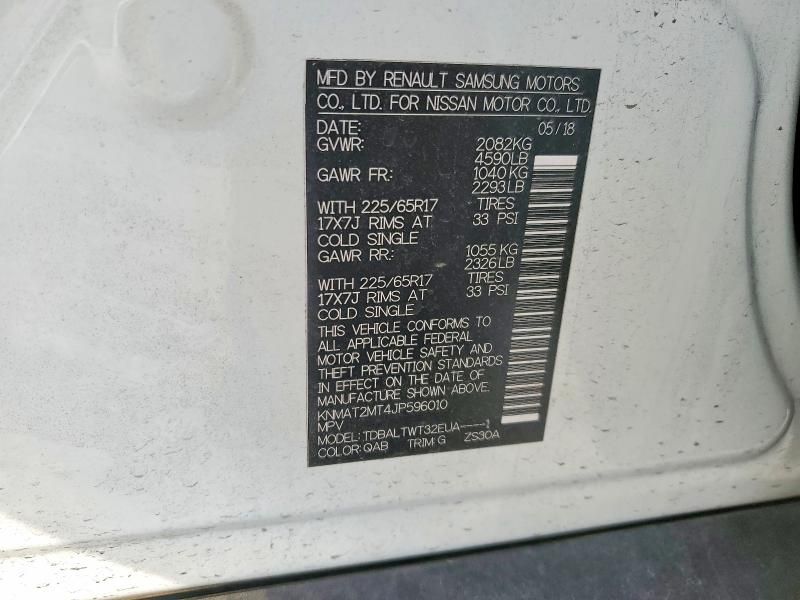 MFD BY RENAULT SAMSUNG MOTORS
CO., LTD. FOR NISSAN MOTOR CO., LTD.
DATE: 05/18
GVWR: 2082KG
4590LB
GAWR FR: 1040KG
2293LB
WITH 225/65R17 TIRES
17X7J RIMS AT 33 PSI
COLD SINGLE
GAWR RR: 1055 KG
2326LB
WITH 225/65R17 TIRES
17X7J RIMS AT 33 PSI
COLD SINGLE
THIS VEHICLE CONFORMS TO
ALL APPLICABLE FEDERAL
MOTOR VEHICLE SAFETY AND
THEFT PREVENTION STANDARDS
IN EFFECT ON THE DATE OF
MANUFACTURE SHOWN ABOVE.
KNMAT2MT4JP596010
MPV
MODEL: TDBALTWT32EUA-----1
COLOR: QAB TRIM: G ZS30A